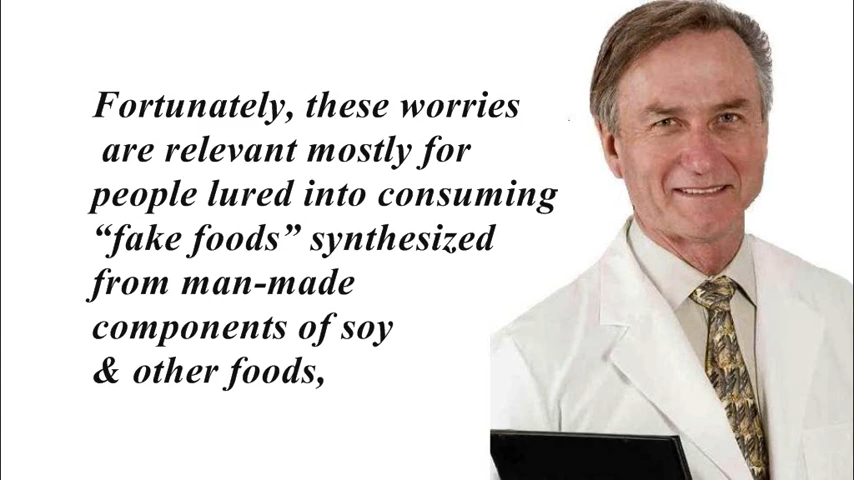 Fortunately, these worries
are relevant mostly for
people lured into consuming
“fake foods” synthesized
from man-made
components of soy
& other foods,